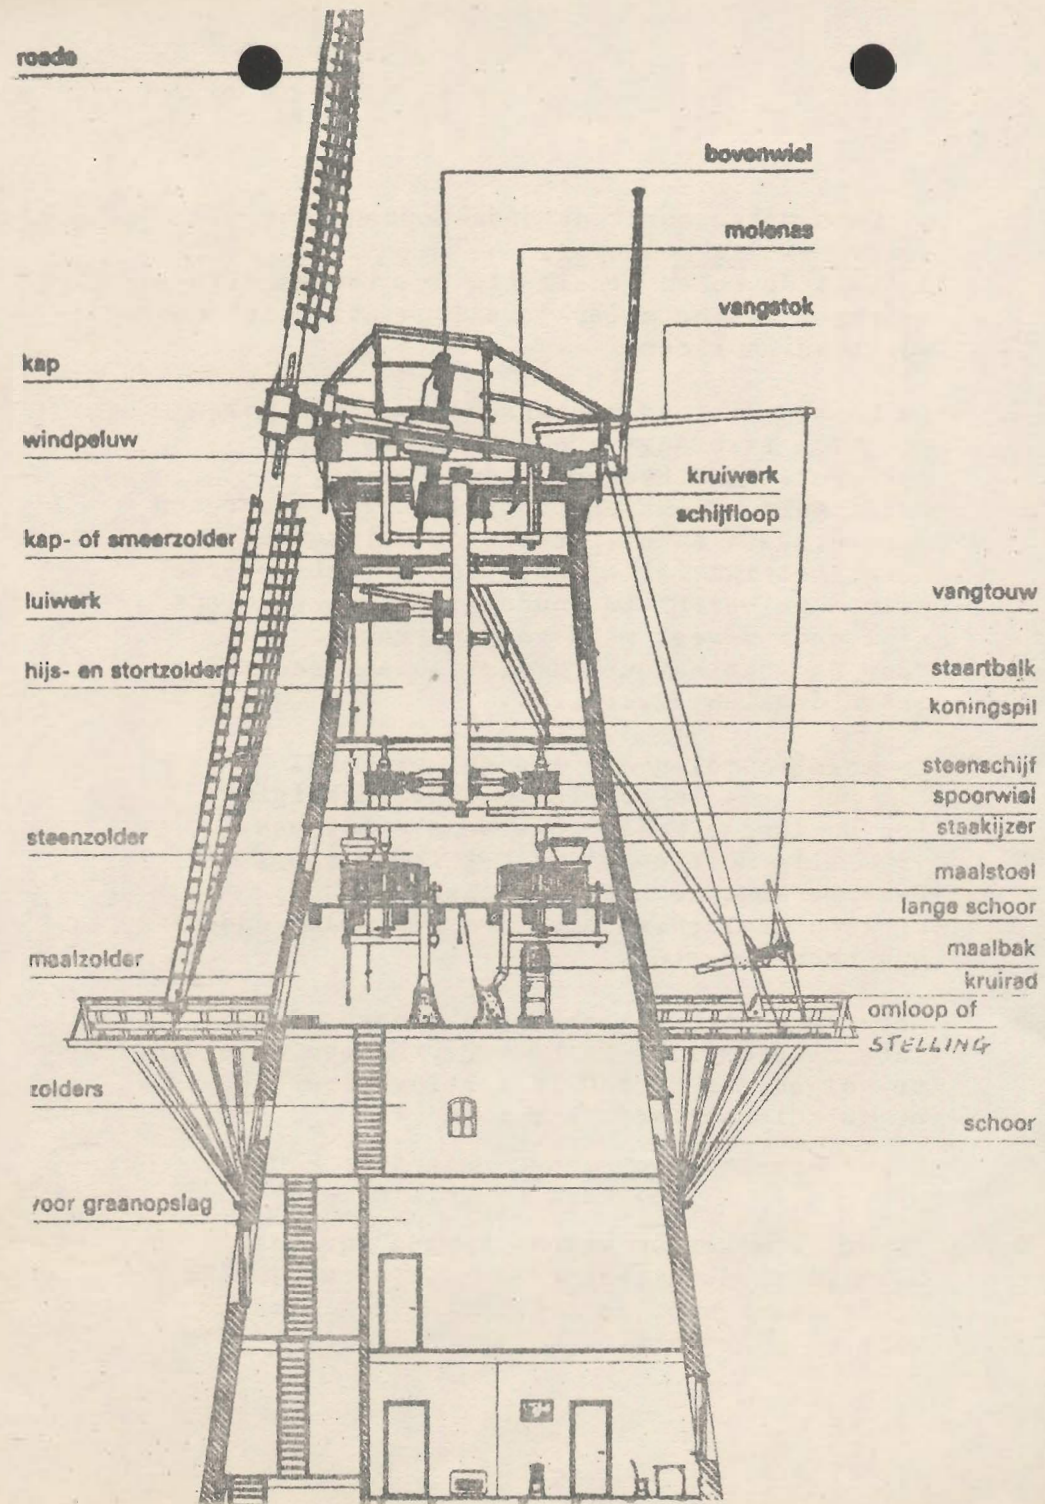 roede
bovenwiel
molenas
vangstok
kap
windpeluw
kruiwerk
schijfloop
kap- of smeerzolder
luiwerk
vangtouw
hijs- en stortzolder
staartbalk
koningspil
steenschijf
spoorwiel
staakijzer
steenzolder
maalstoel
lange schoor
maalzolder
maalbak
kruirad
omloop of
STELLING
zolders
schoor
voor graanopslag